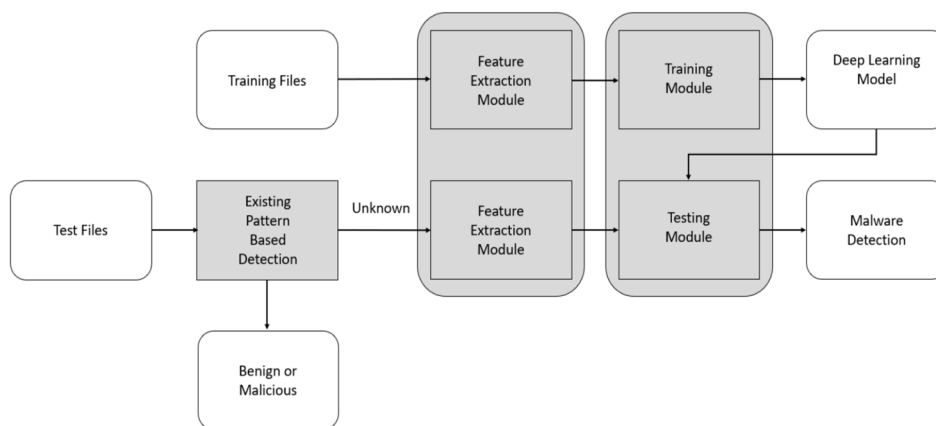 Training Files
Feature
Extraction
Module
Training
Module
Deep Learning
Model
Test Files
Existing
Pattern
Based
Detection
Unknown
Feature
Extraction
Module
Testing
Module
Malware
Detection
Benign or
Malicious